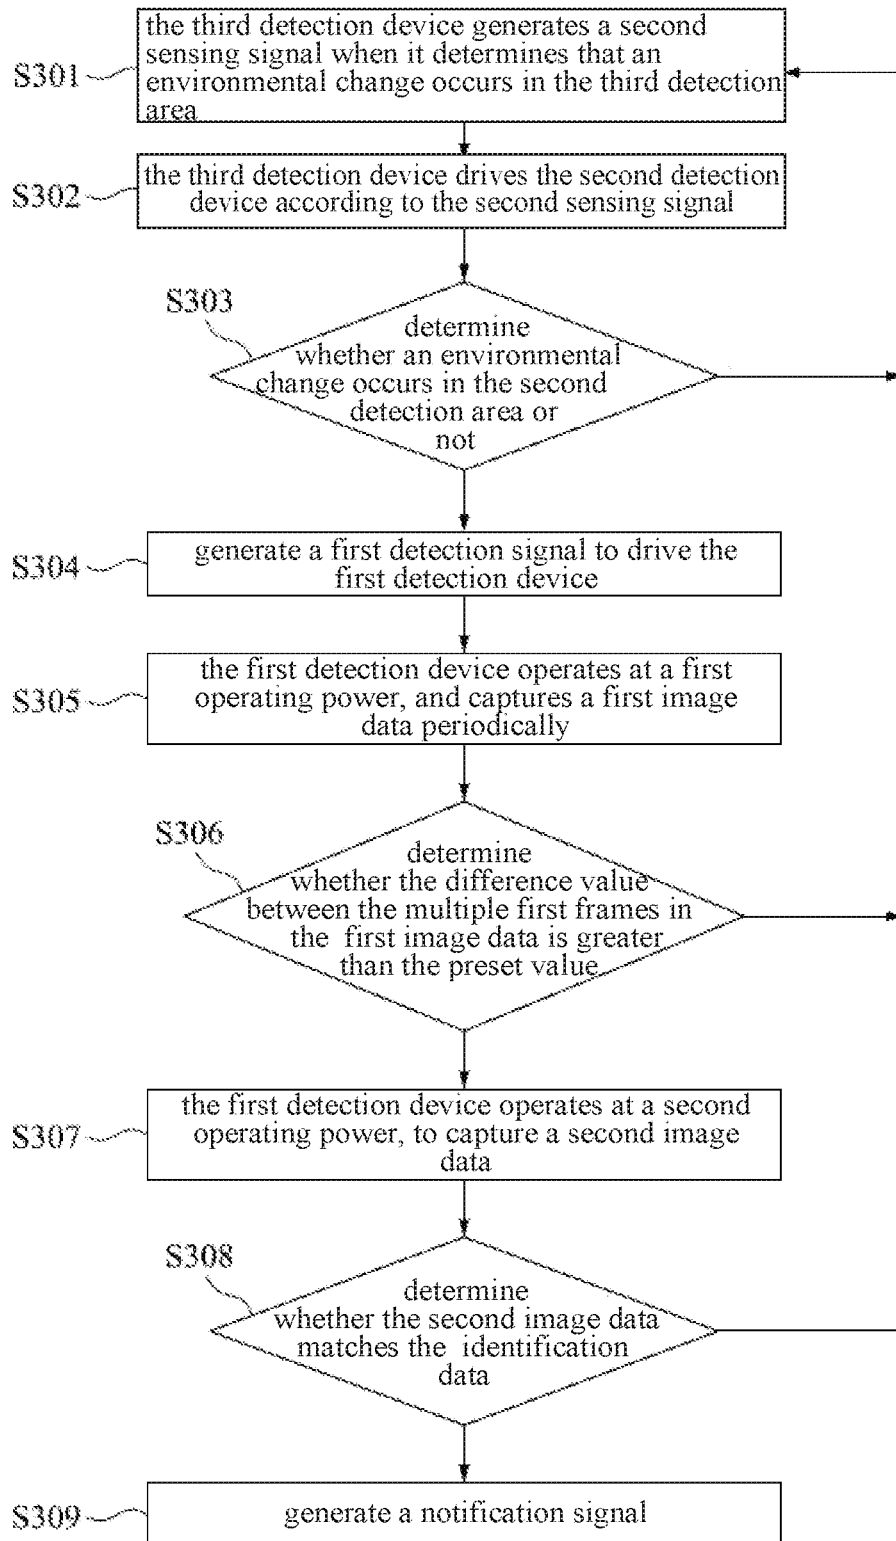 the third detection device generates a second
sensing signal when it determines that an
S301
environmental change occurs in the third detection
area
the third detection device drives the second detection
S302
device according to the second sensing signal
S303
determine
whether an environmental
change occurs in the second
detection area or
not
generate a first detection signal to drive the
S304
first detection device
the first detection device operates at a first
S305
operating power, and captures a first image
data periodically
S306
determine
whether the difference value
between the multiple first frames in
the first image data is greater
than the preset value
the first detection device operates at a second
S307
operating power, to capture a second image
data
S308
determine
whether the second image data
matches the identification
data
S309
generate a notification signal